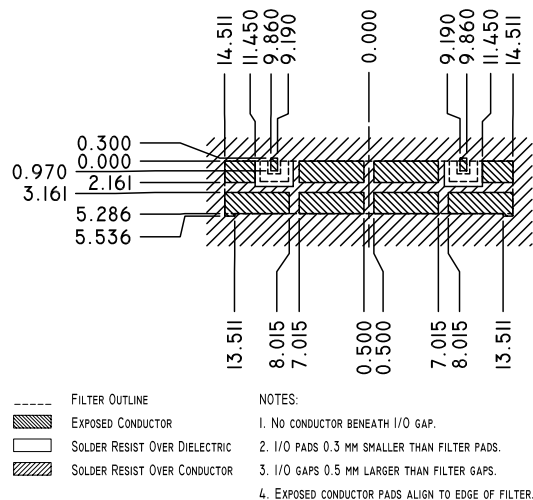 14.511
11.450
9.860
9.190
0.000
9.190
9.860
11.450
14.511
0.300
0.000
0.970
2.161
3.161
5.286
5.536
13.511
8.015
7.015
0.500
0.500
7.015
8.015
13.511
FILTER OUTLINE
EXPOSED CONDUCTOR
SOLDER RESIST OVER DIELECTRIC
SOLDER RESIST OVER CONDUCTOR
NOTES:
1. NO CONDUCTOR BENEATH I/O GAP.
2. I/O PADS 0.3 MM SMALLER THAN FILTER PADS.
3. I/O GAPS 0.5 MM LARGER THAN FILTER GAPS.
4. EXPOSED CONDUCTOR PADS ALIGN TO EDGE OF FILTER.